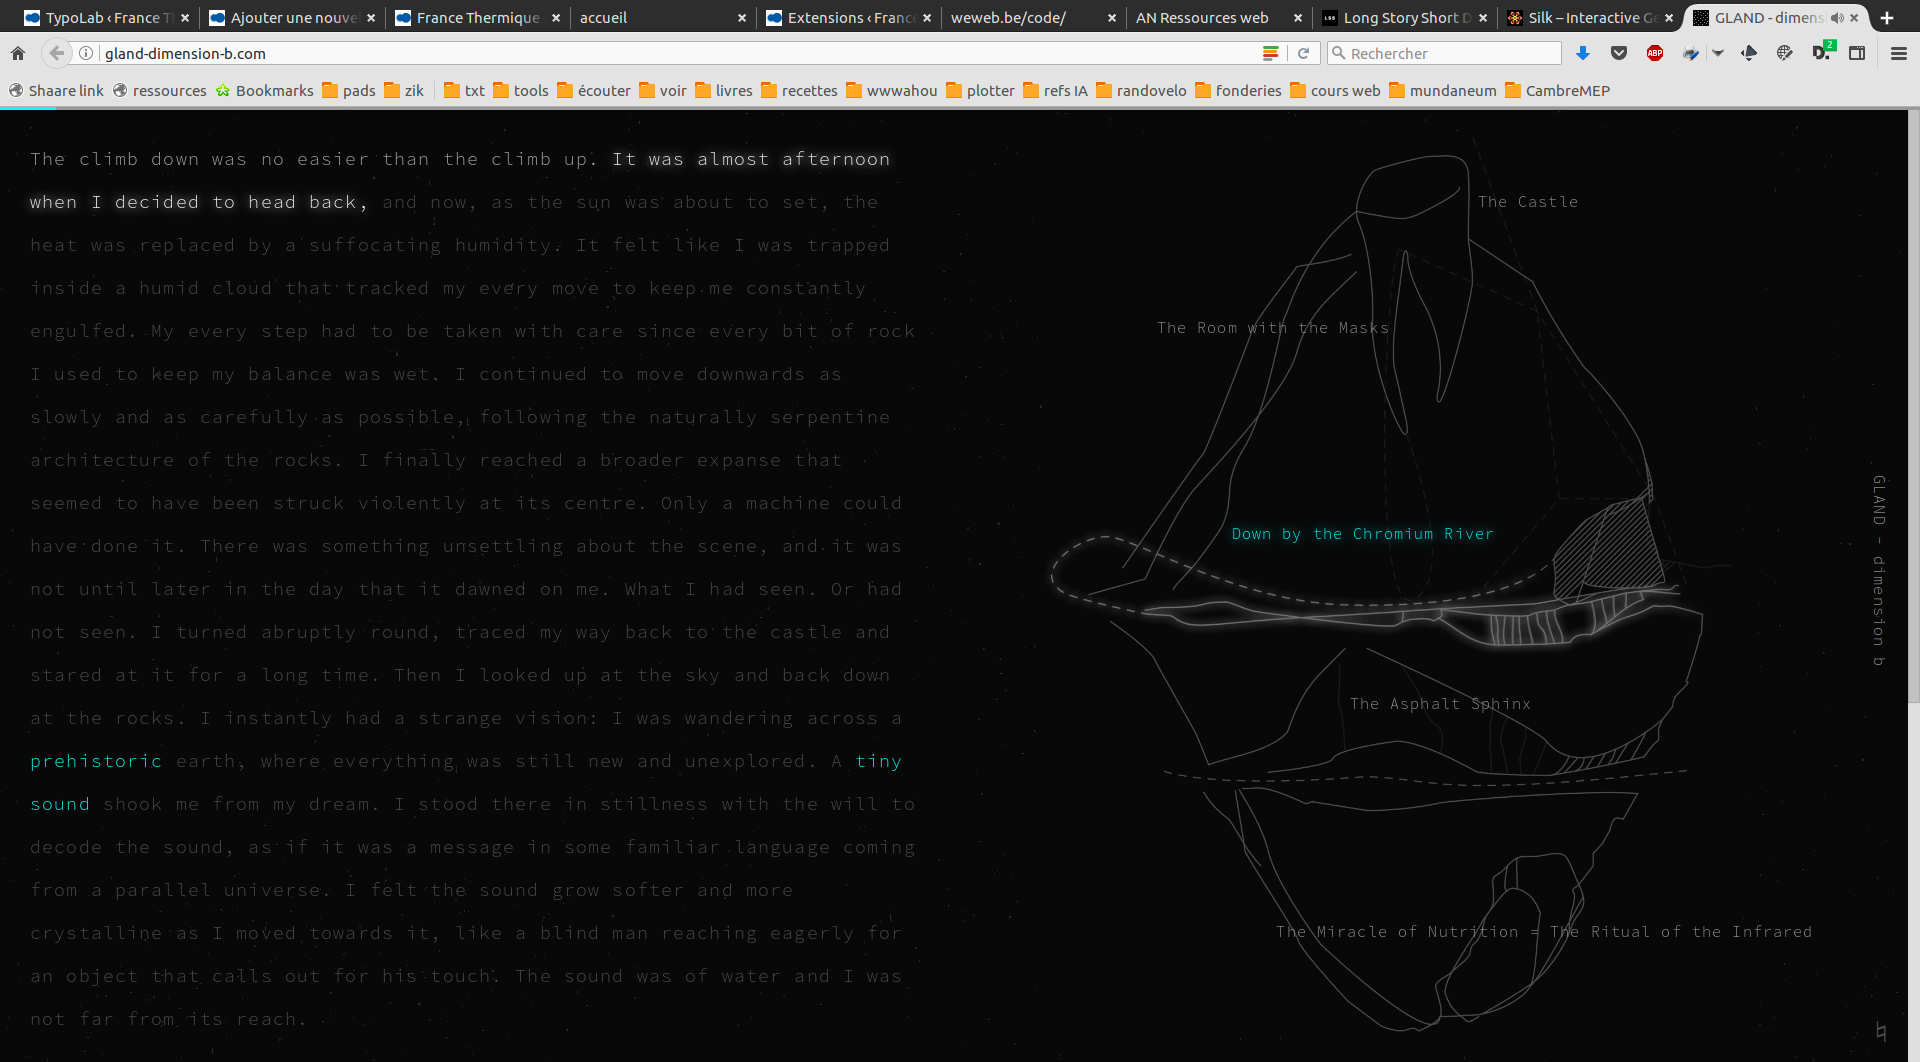 TypoLab ‹ France T
Ajouter une nouve
France Thermique
accueil
Extensions ‹ France
weweb.be/code/
AN Ressources web
Long Story Short D
Silk – Interactive Ge
GLAND - dimens
gland-dimension-b.com
Rechercher
ABP
2
Shaare link
ressources
Bookmarks
pads
zik
txt
tools
écouter
voir
livres
recettes
wwwahou
plotter
refs IA
randovelo
fonderies
cours web
mundaneum
CambreMEP
The climb down was no easier than the climb up. It was almost afternoon
when I decided to head back, and now, as the sun was about to set, the
heat was replaced by a suffocating humidity. It felt like I was trapped
inside a humid cloud that tracked my every move to keep me constantly
engulfed. My every step had to be taken with care since every bit of rock
I used to keep my balance was wet. I continued to move downwards as
slowly and as carefully as possible, following the naturally serpentine
architecture of the rocks. I finally reached a broader expanse that
seemed to have been struck violently at its centre. Only a machine could
have done it. There was something unsettling about the scene, and it was
not until later in the day that it dawned on me. What I had seen. Or had
not seen. I turned abruptly round, traced my way back to the castle and
stared at it for a long time. Then I looked up at the sky and back down
at the rocks. I instantly had a strange vision: I was wandering across a
prehistoric earth, where everything was still new and unexplored. A tiny
sound shook me from my dream. I stood there in stillness with the will to
decode the sound, as if it was a message in some familiar language coming
from a parallel universe. I felt the sound grow softer and more
crystalline as I moved towards it, like a blind man reaching eagerly for
an object that calls out for his touch. The sound was of water and I was
not far from its reach.
The Castle
The Room with the Masks
Down by the Chromium River
The Asphalt Sphinx
The Miracle of Nutrition = The Ritual of the Infrared
GLAND - dimension b